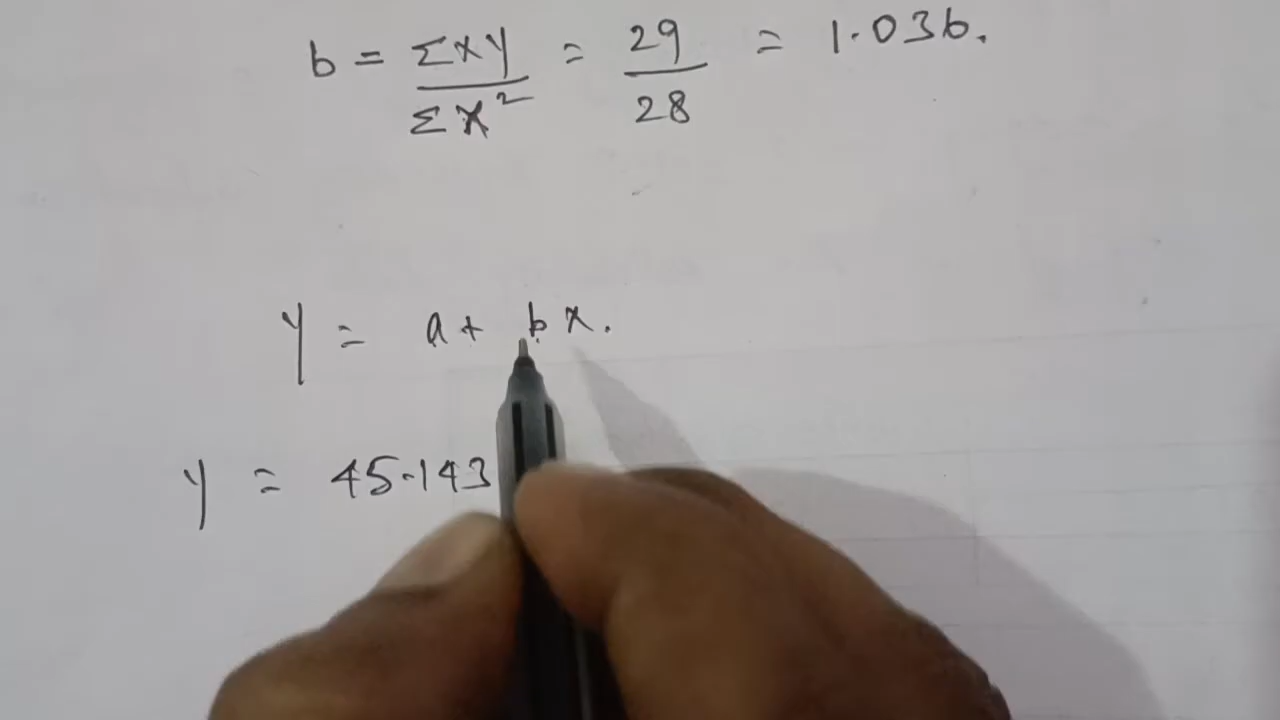 b = ΣXY / ΣX² = 29 / 28 = 1.036.
Y = a + bx.
Y = 45.143